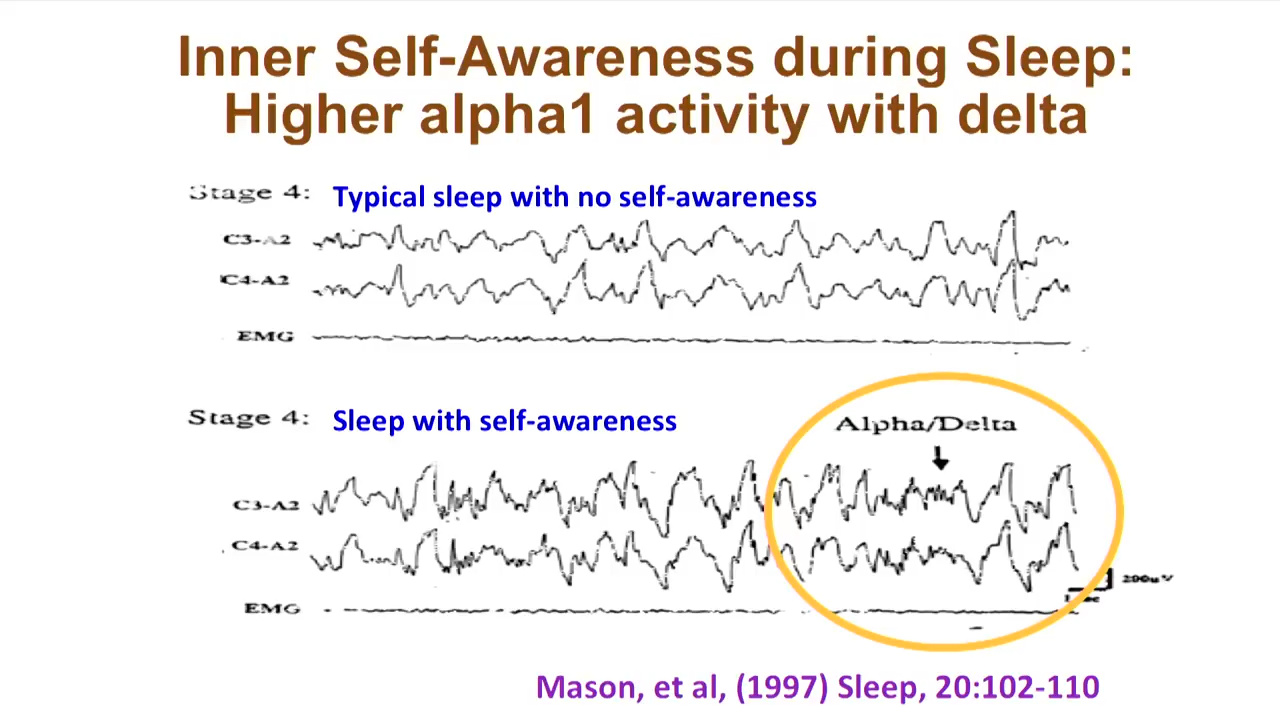 Inner Self-Awareness during Sleep:
Higher alpha1 activity with delta
Stage 4: Typical sleep with no self-awareness
C3-A2
C4-A2
EMG
Stage 4: Sleep with self-awareness
Alpha/Delta
C3-A2
C4-A2
200uV
EMG
Mason, et al, (1997) Sleep, 20:102-110